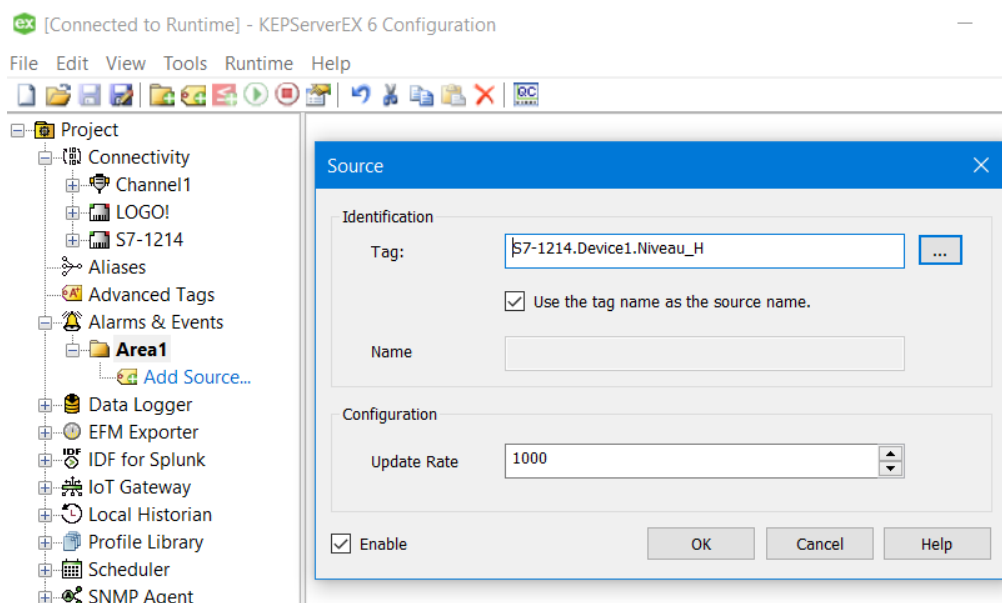 [Connected to Runtime] - KEPServerEX 6 Configuration
File Edit View Tools Runtime Help
Project
Connectivity
Channel1
LOGO!
S7-1214
Aliases
Advanced Tags
Alarms & Events
Area1
Add Source...
Data Logger
EFM Exporter
IDF for Splunk
IoT Gateway
Local Historian
Profile Library
Scheduler
SNMP Agent
Source
Identification
Tag: S7-1214.Device1.Niveau_H ...
Use the tag name as the source name.
Name
Configuration
Update Rate 1000
Enable OK Cancel Help